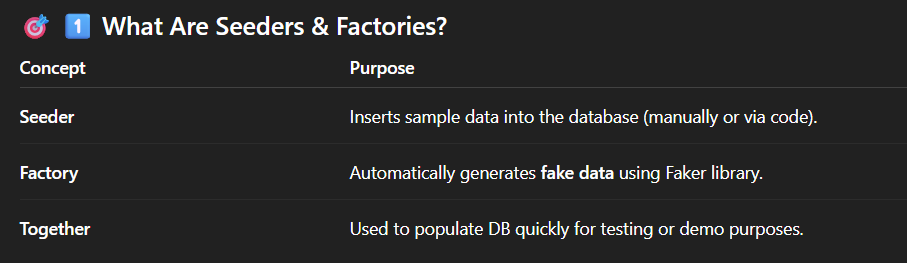 🎯 1️⃣ What Are Seeders & Factories?
Concept Purpose
Seeder Inserts sample data into the database (manually or via code).
Factory Automatically generates fake data using Faker library.
Together Used to populate DB quickly for testing or demo purposes.